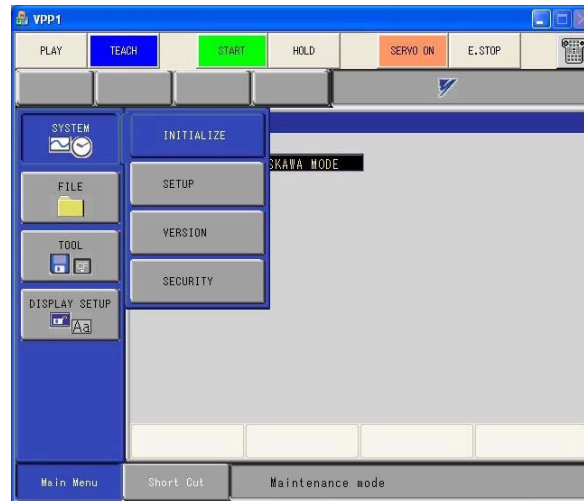 VPP1
PLAY TEACH START HOLD SERVO ON E.STOP
SYSTEM
INITIALIZE
SKAWA MODE
FILE
SETUP
TOOL
VERSION
SECURITY
DISPLAY SETUP
Aa
Main Menu Short Cut Maintenance mode